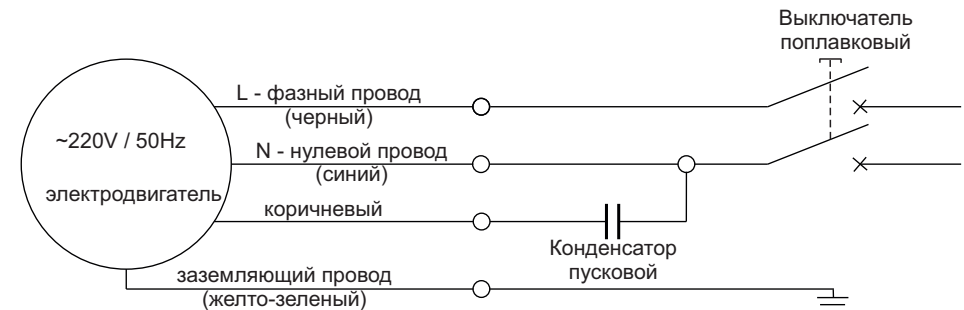 Выключатель
поплавковый
L - фазный провод
(черный)
~220V / 50Hz
N - нулевой провод
(синий)
электродвигатель
коричневый
Конденсатор
пусковой
заземляющий провод
(желто-зеленый)